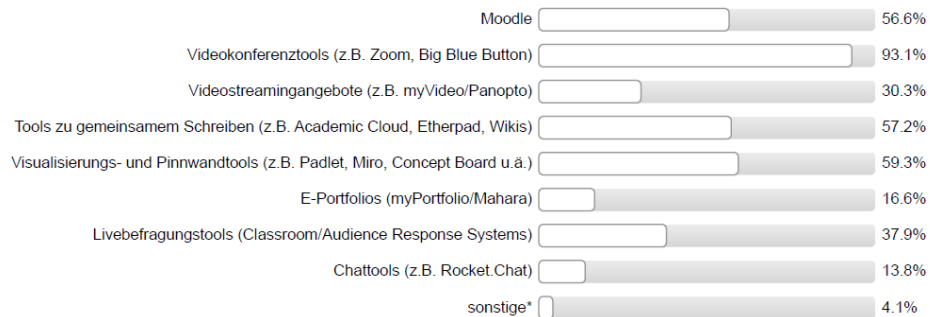 Moodle 56.6%
Videokonferenztools (z.B. Zoom, Big Blue Button) 93.1%
Videostreamingangebote (z.B. myVideo/Panopto) 30.3%
Tools zu gemeinsamem Schreiben (z.B. Academic Cloud, Etherpad, Wikis) 57.2%
Visualisierungs- und Pinnwandtools (z.B. Padlet, Miro, Concept Board u.ä.) 59.3%
E-Portfolios (myPortfolio/Mahara) 16.6%
Livebefragungstools (Classroom/Audience Response Systems) 37.9%
Chattools (z.B. Rocket.Chat) 13.8%
sonstige* 4.1%